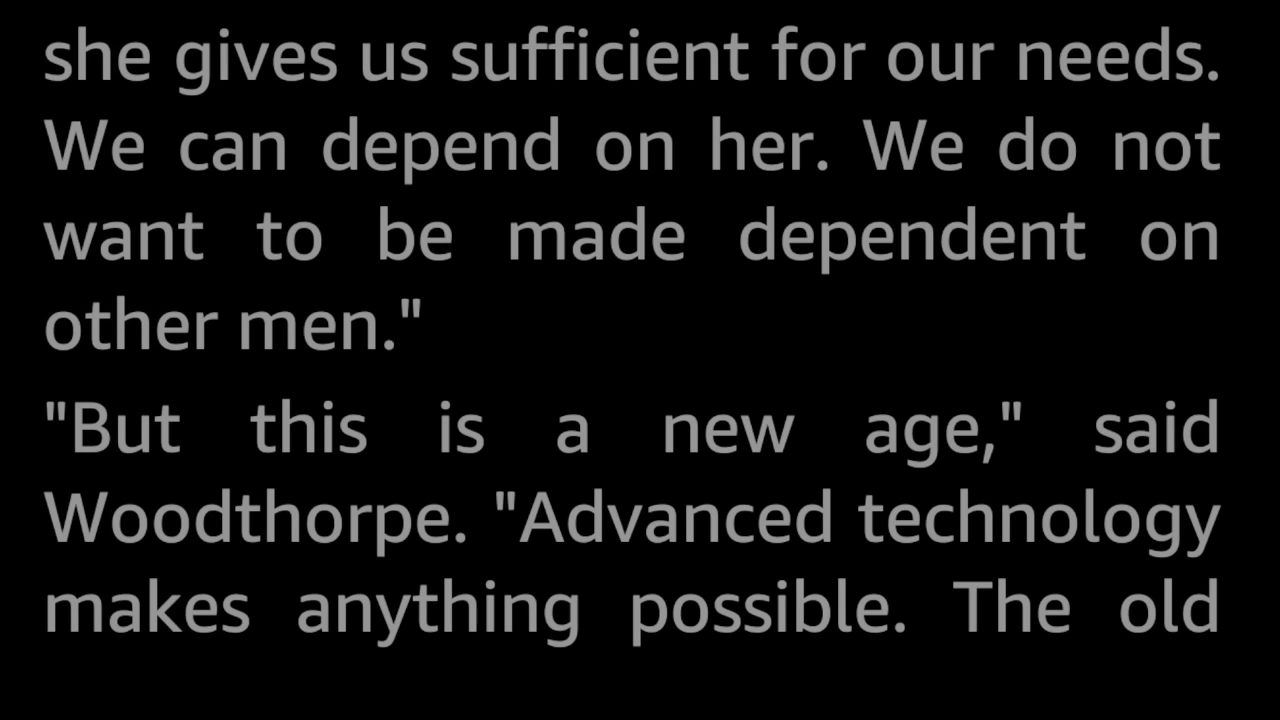 she gives us sufficient for our needs.
We can depend on her. We do not
want to be made dependent on
other men."
"But this is a new age," said
Woodthorpe. "Advanced technology
makes anything possible. The old